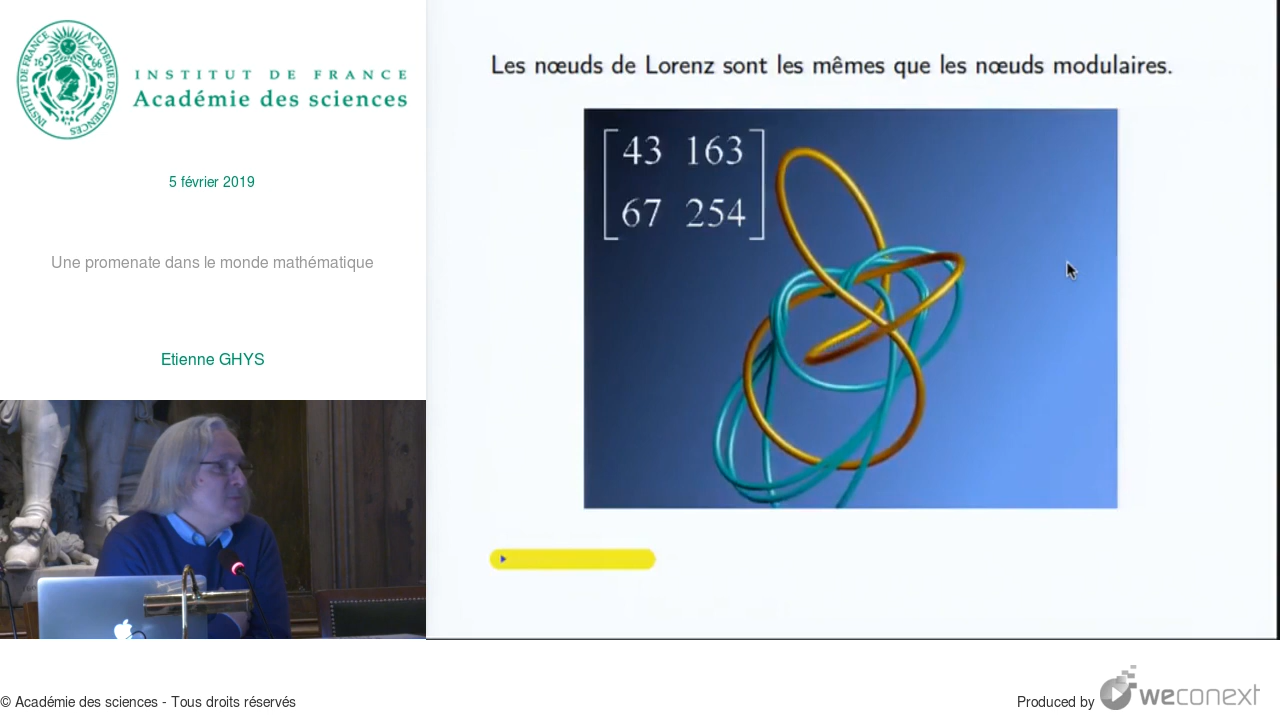 INSTITUT DE FRANCE
Académie des sciences
5 février 2019
Une promenate dans le monde mathématique
Etienne GHYS
Les nœuds de Lorenz sont les mêmes que les nœuds modulaires.
43 163
67 254
© Académie des sciences - Tous droits réservés
Produced by weconext